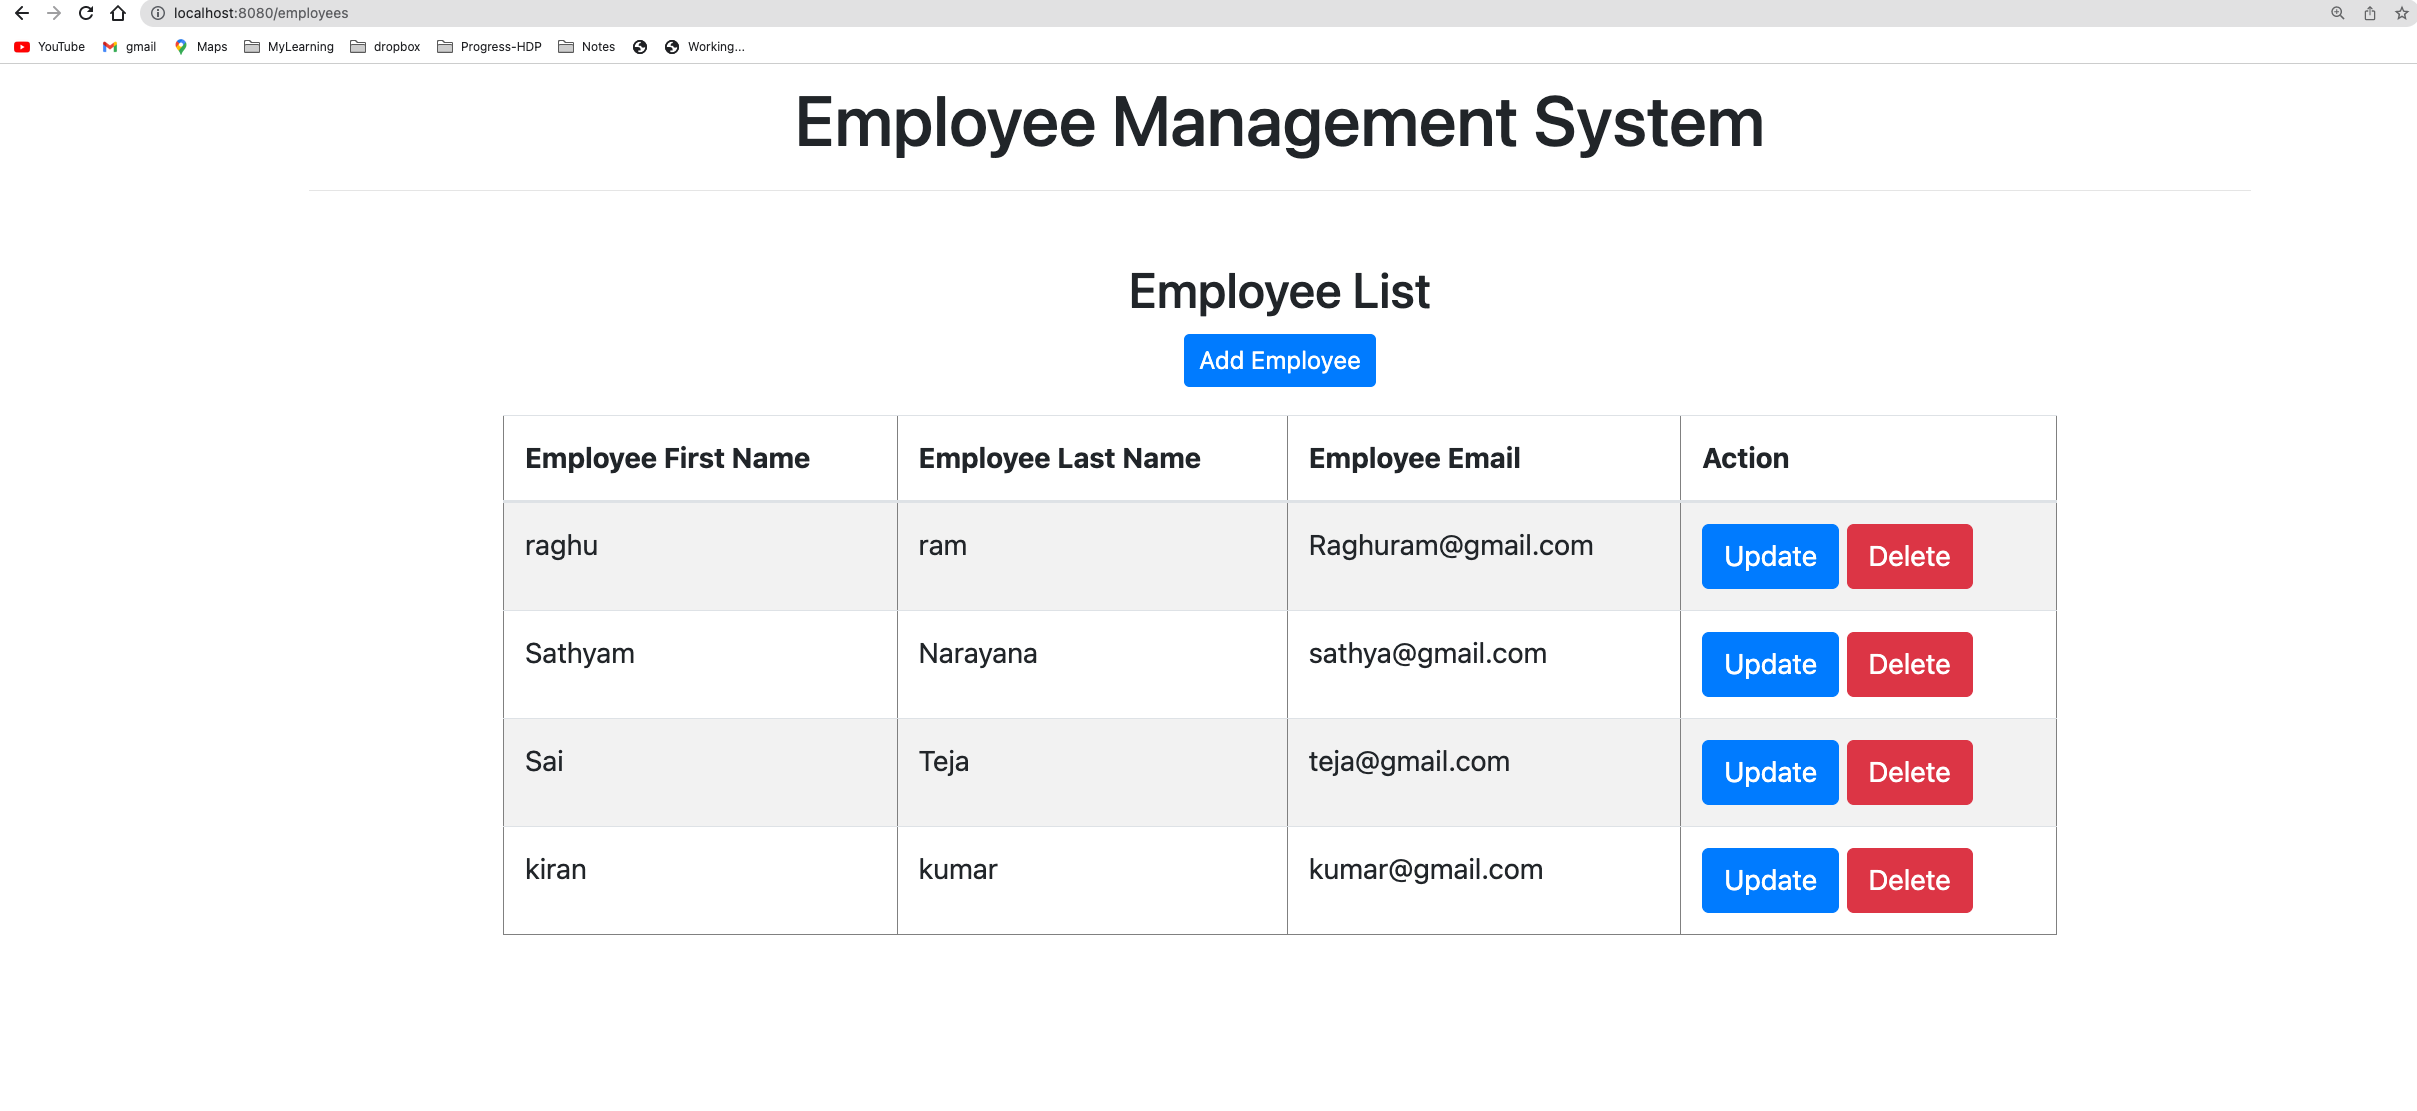 localhost:8080/employees
YouTube gmail Maps MyLearning dropbox Progress-HDP Notes Working...
Employee Management System
Employee List
Add Employee
Employee First Name Employee Last Name Employee Email Action
raghu ram Raghuram@gmail.com Update Delete
Sathyam Narayana sathya@gmail.com Update Delete
Sai Teja teja@gmail.com Update Delete
kiran kumar kumar@gmail.com Update Delete